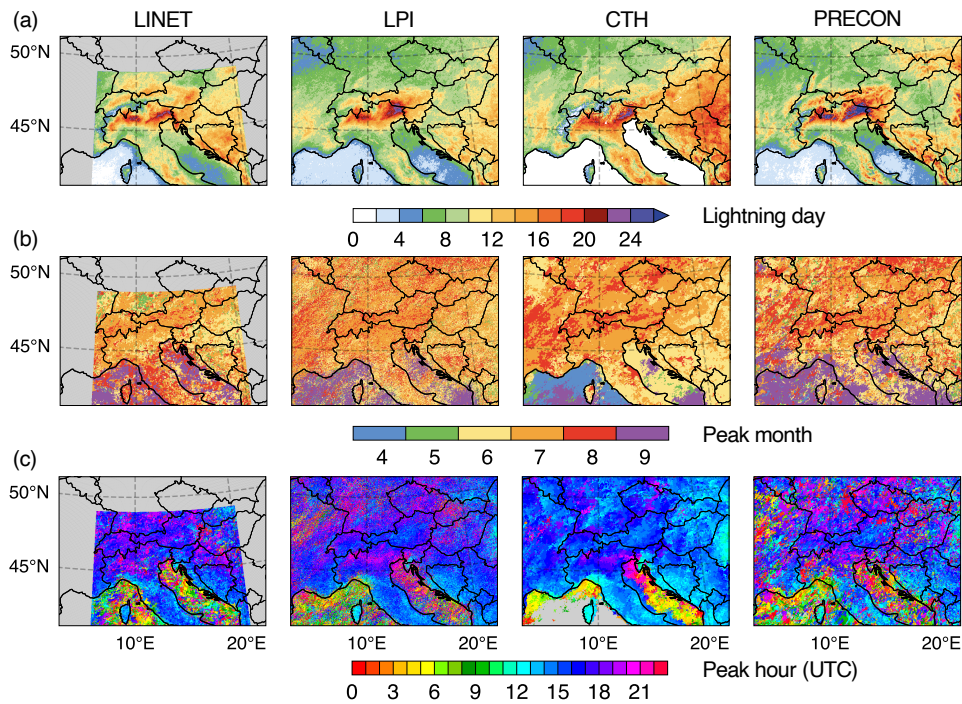 (a) LINET LPI CTH PRECON
50°N
45°N
0 4 8 12 16 20 24 Lightning day
(b)
50°N
45°N
4 5 6 7 8 9 Peak month
(c)
50°N
45°N
10°E 20°E 10°E 20°E 10°E 20°E 10°E 20°E
0 3 6 9 12 15 18 21 Peak hour (UTC)